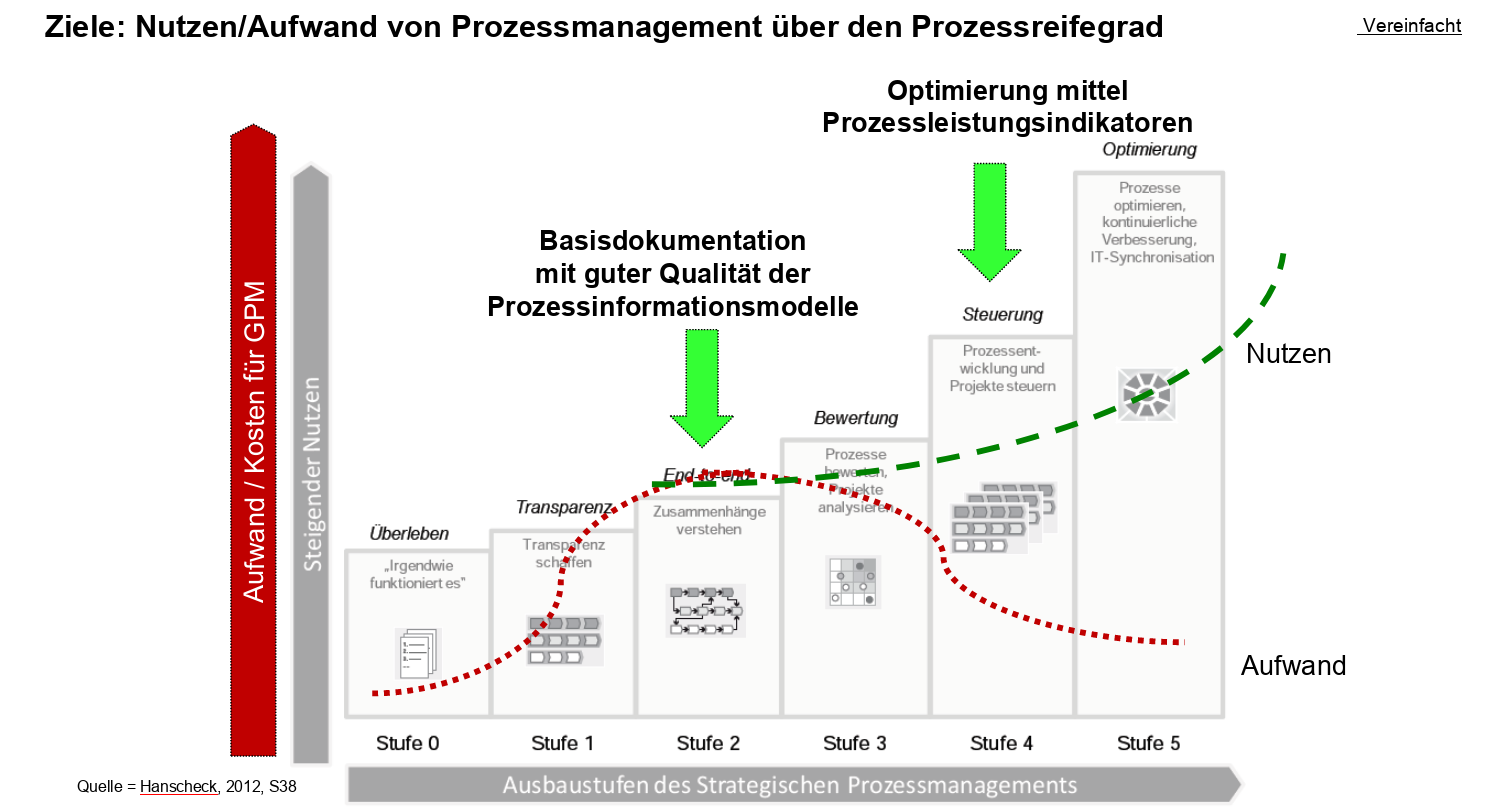 Ziele: Nutzen/Aufwand von Prozessmanagement über den Prozessreifegrad
Vereinfacht
Optimierung mittel
Prozessleistungsindikatoren
Optimierung
Prozesse
optimieren,
kontinuierliche
Verbesserung,
IT-Synchronisation
Basisdokumentation
mit guter Qualität der
Prozessinformationsmodelle
Steuerung
Prozessent-
wicklung und
Projekte steuern
Nutzen
Bewertung
Prozesse
bewerten,
Projekte
analysieren
End-to-end
Zusammenhänge
verstehen
Transparenz
Transparenz
schaffen
Überleben
„Irgendwie
funktioniert es”
Aufwand / Kosten für GPM
Steigender Nutzen
Aufwand
Stufe 0
Stufe 1
Stufe 2
Stufe 3
Stufe 4
Stufe 5
Ausbaustufen des Strategischen Prozessmanagements
Quelle = Hanscheck, 2012, S38